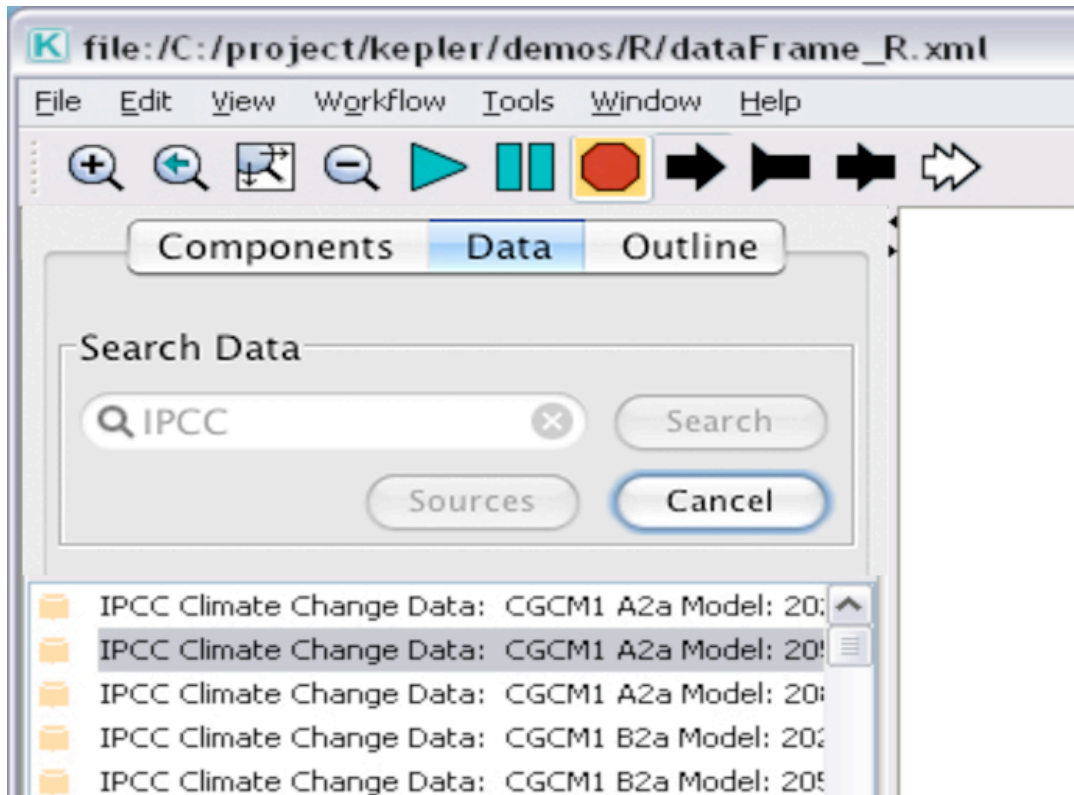 K file:/C:/project/kepler/demos/R/dataFrame_R.xml
File Edit View Workflow Tools Window Help
Components Data Outline
Search Data
IPCC Search
Sources Cancel
IPCC Climate Change Data: CGCM1 A2a Model:
IPCC Climate Change Data: CGCM1 A2a Model:
IPCC Climate Change Data: CGCM1 A2a Model:
IPCC Climate Change Data: CGCM1 B2a Model:
IPCC Climate Change Data: CGCM1 B2a Model: